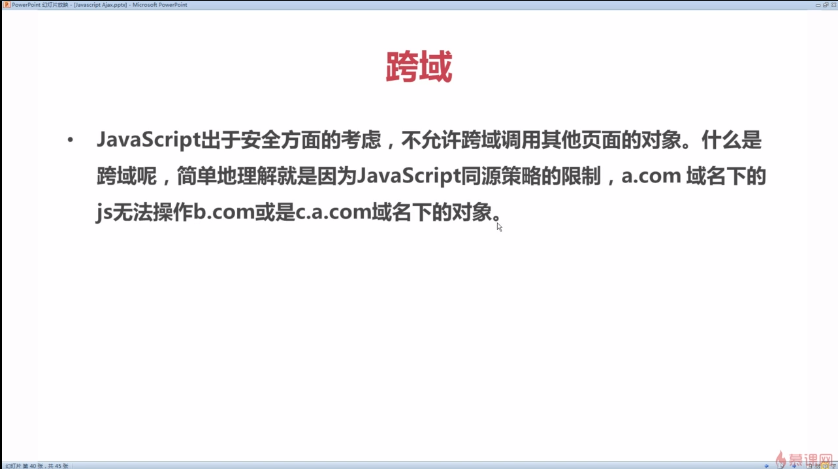 PowerPoint 幻灯片放映 - [Javascript Ajax.pptx] - Microsoft PowerPoint
跨域
• JavaScript出于安全方面的考虑，不允许跨域调用其他页面的对象。什么是
跨域呢，简单地理解就是因为JavaScript同源策略的限制，a.com 域名下的
js无法操作b.com或是c.a.com域名下的对象。
幻灯片 第 40 张，共 45 张
慕课网